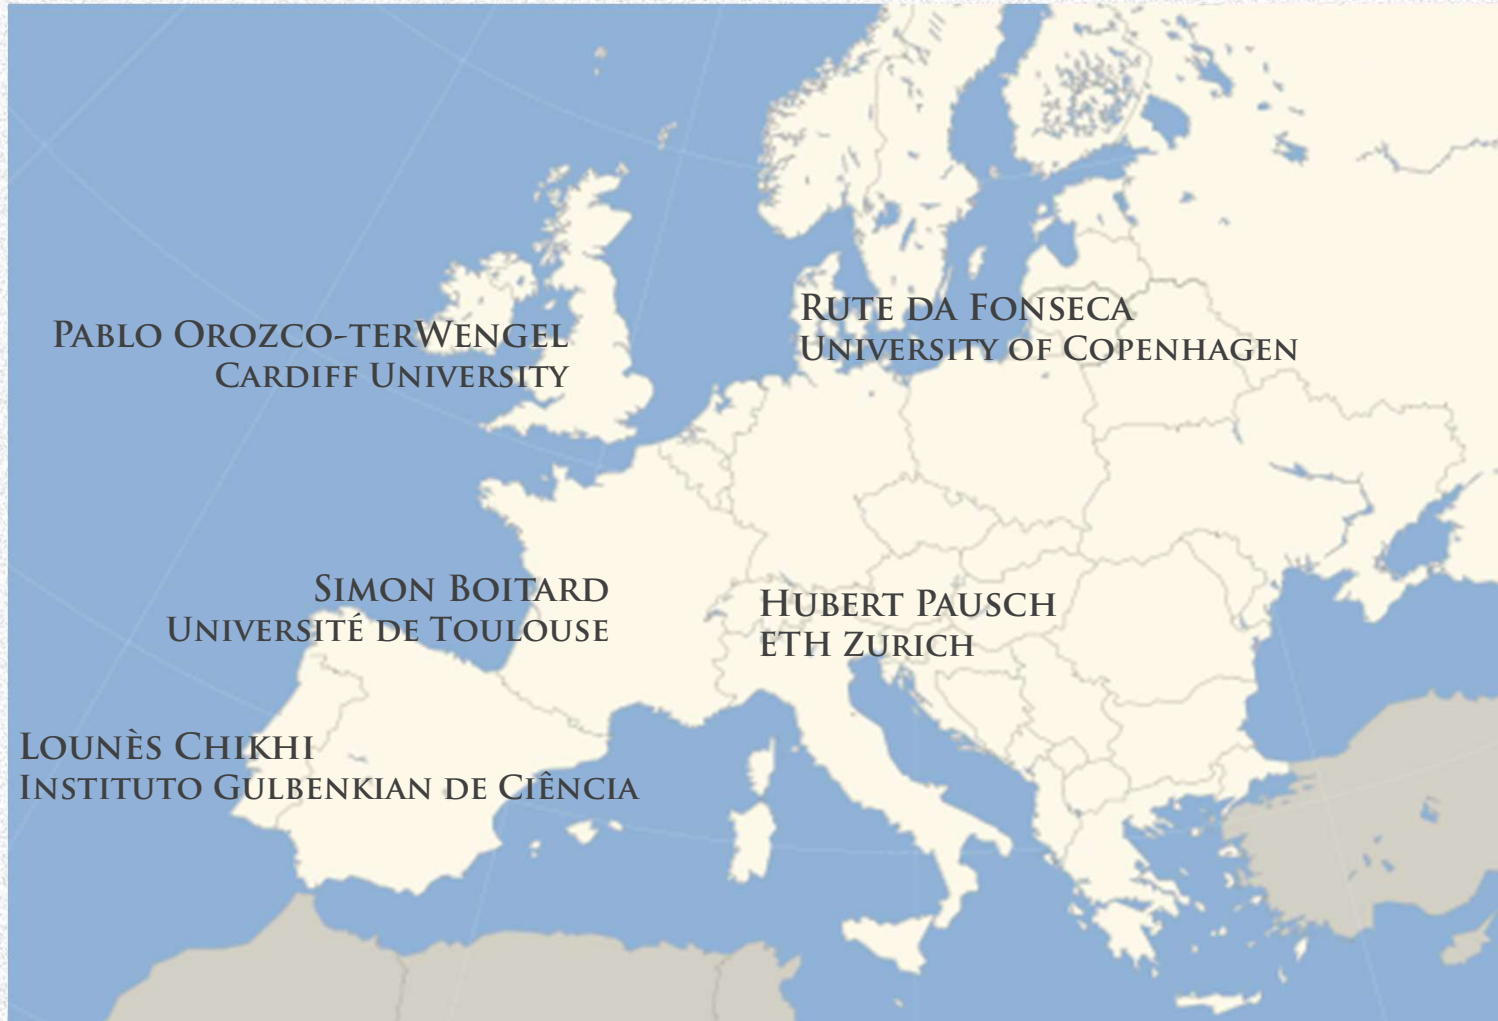 Rute da Fonseca
University of Copenhagen
Pablo Orozco-terWengel
Cardiff University
Simon Boitard
Université de Toulouse
Hubert Pausch
ETH Zurich
Lounès Chikhi
Instituto Gulbenkian de Ciência